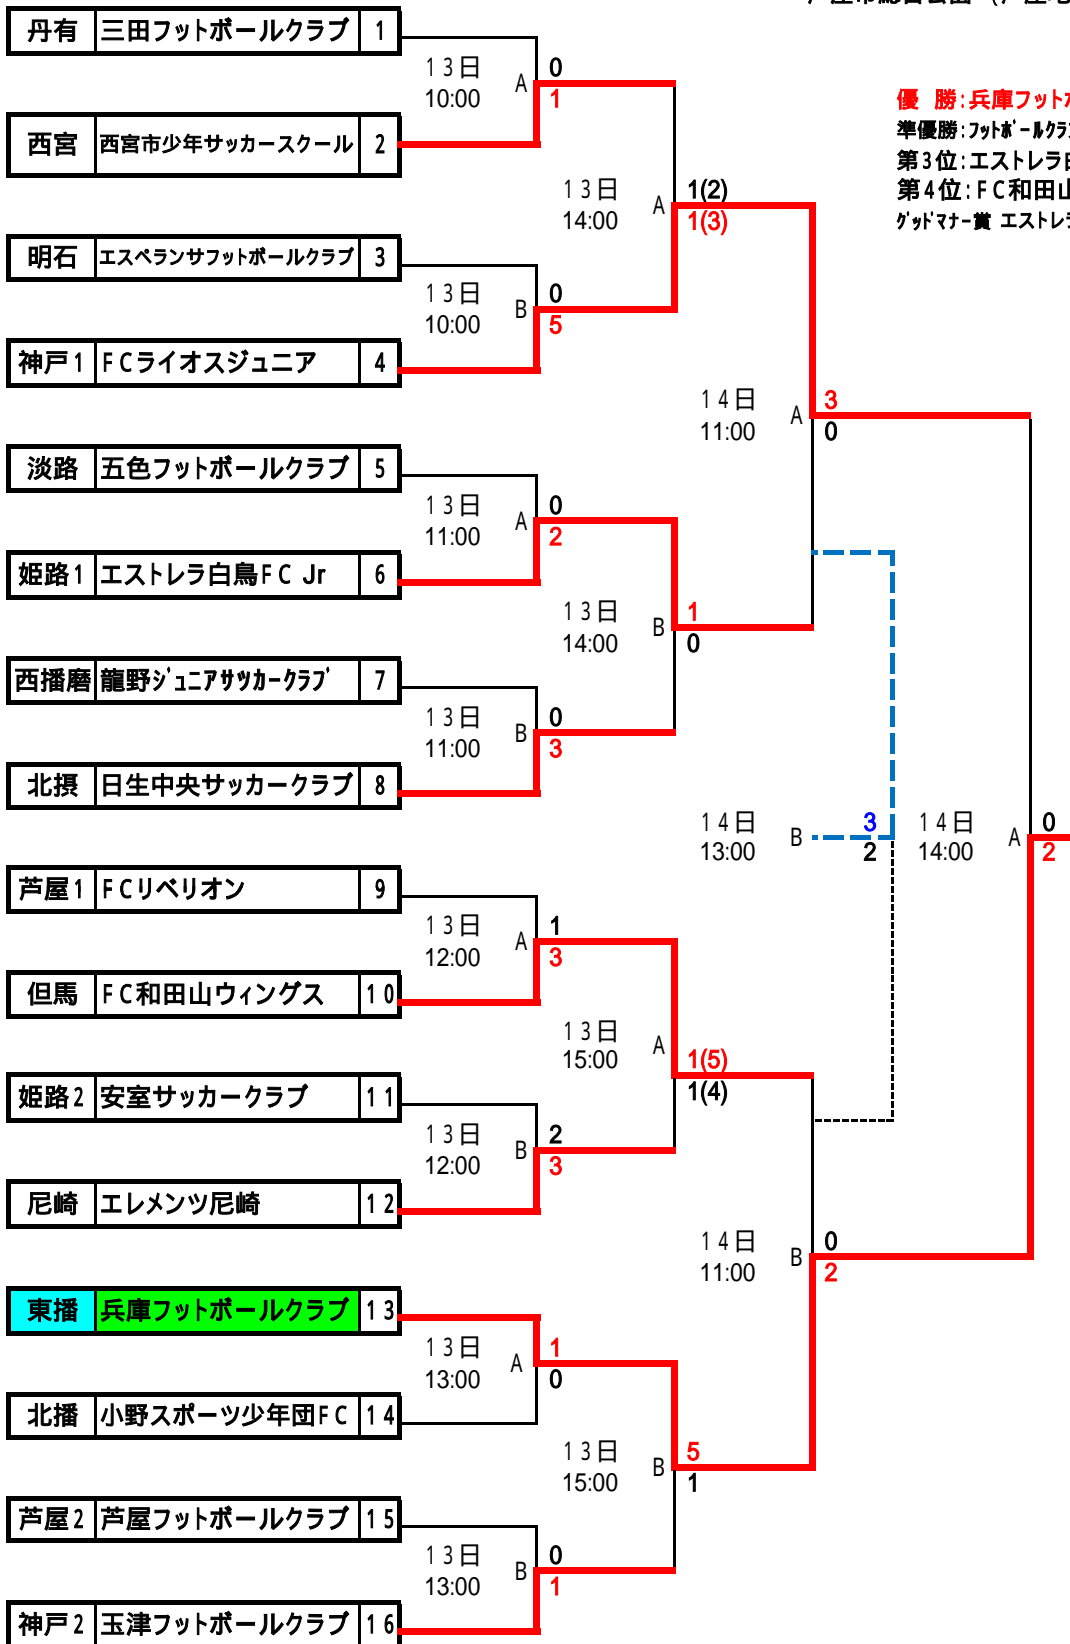 丹有 三田フットボールクラブ 1
西宮 西宮市少年サッカースクール 2
明石 エスペランサフットボールクラブ 3
神戸1 FCライオスジュニア 4
淡路 五色フットボールクラブ 5
姫路1 エストレラ白鳥FC Jr 6
西播磨 龍野ジュニアサッカークラブ 7
北摂 日生中央サッカークラブ 8
芦屋1 FCリベリオン 9
但馬 FC和田山ウィングス 10
姫路2 安室サッカークラブ 11
尼崎 エレメンツ尼崎 12
東播 兵庫フットボールクラブ 13
北播 小野スポーツ少年団FC 14
芦屋2 芦屋フットボールクラブ 15
神戸2 玉津フットボールクラブ 16
13日 10:00 A 0 1
13日 10:00 B 0 5
13日 11:00 A 0 2
13日 11:00 B 0 3
13日 12:00 A 1 3
13日 12:00 B 2 3
13日 13:00 A 1 0
13日 13:00 B 0 1
13日 14:00 A 1(2) 1(3)
13日 14:00 B 1 0
13日 15:00 A 1(5) 1(4)
13日 15:00 B 5 1
14日 11:00 A 3 0
14日 11:00 B 0 2
14日 13:00 B 3 2
14日 14:00 A 0 2
優 勝:兵庫フット
準優勝:フットボールクラ
第3位:エストレラ
第4位:FC和田山
グッドマナー賞 エストレ